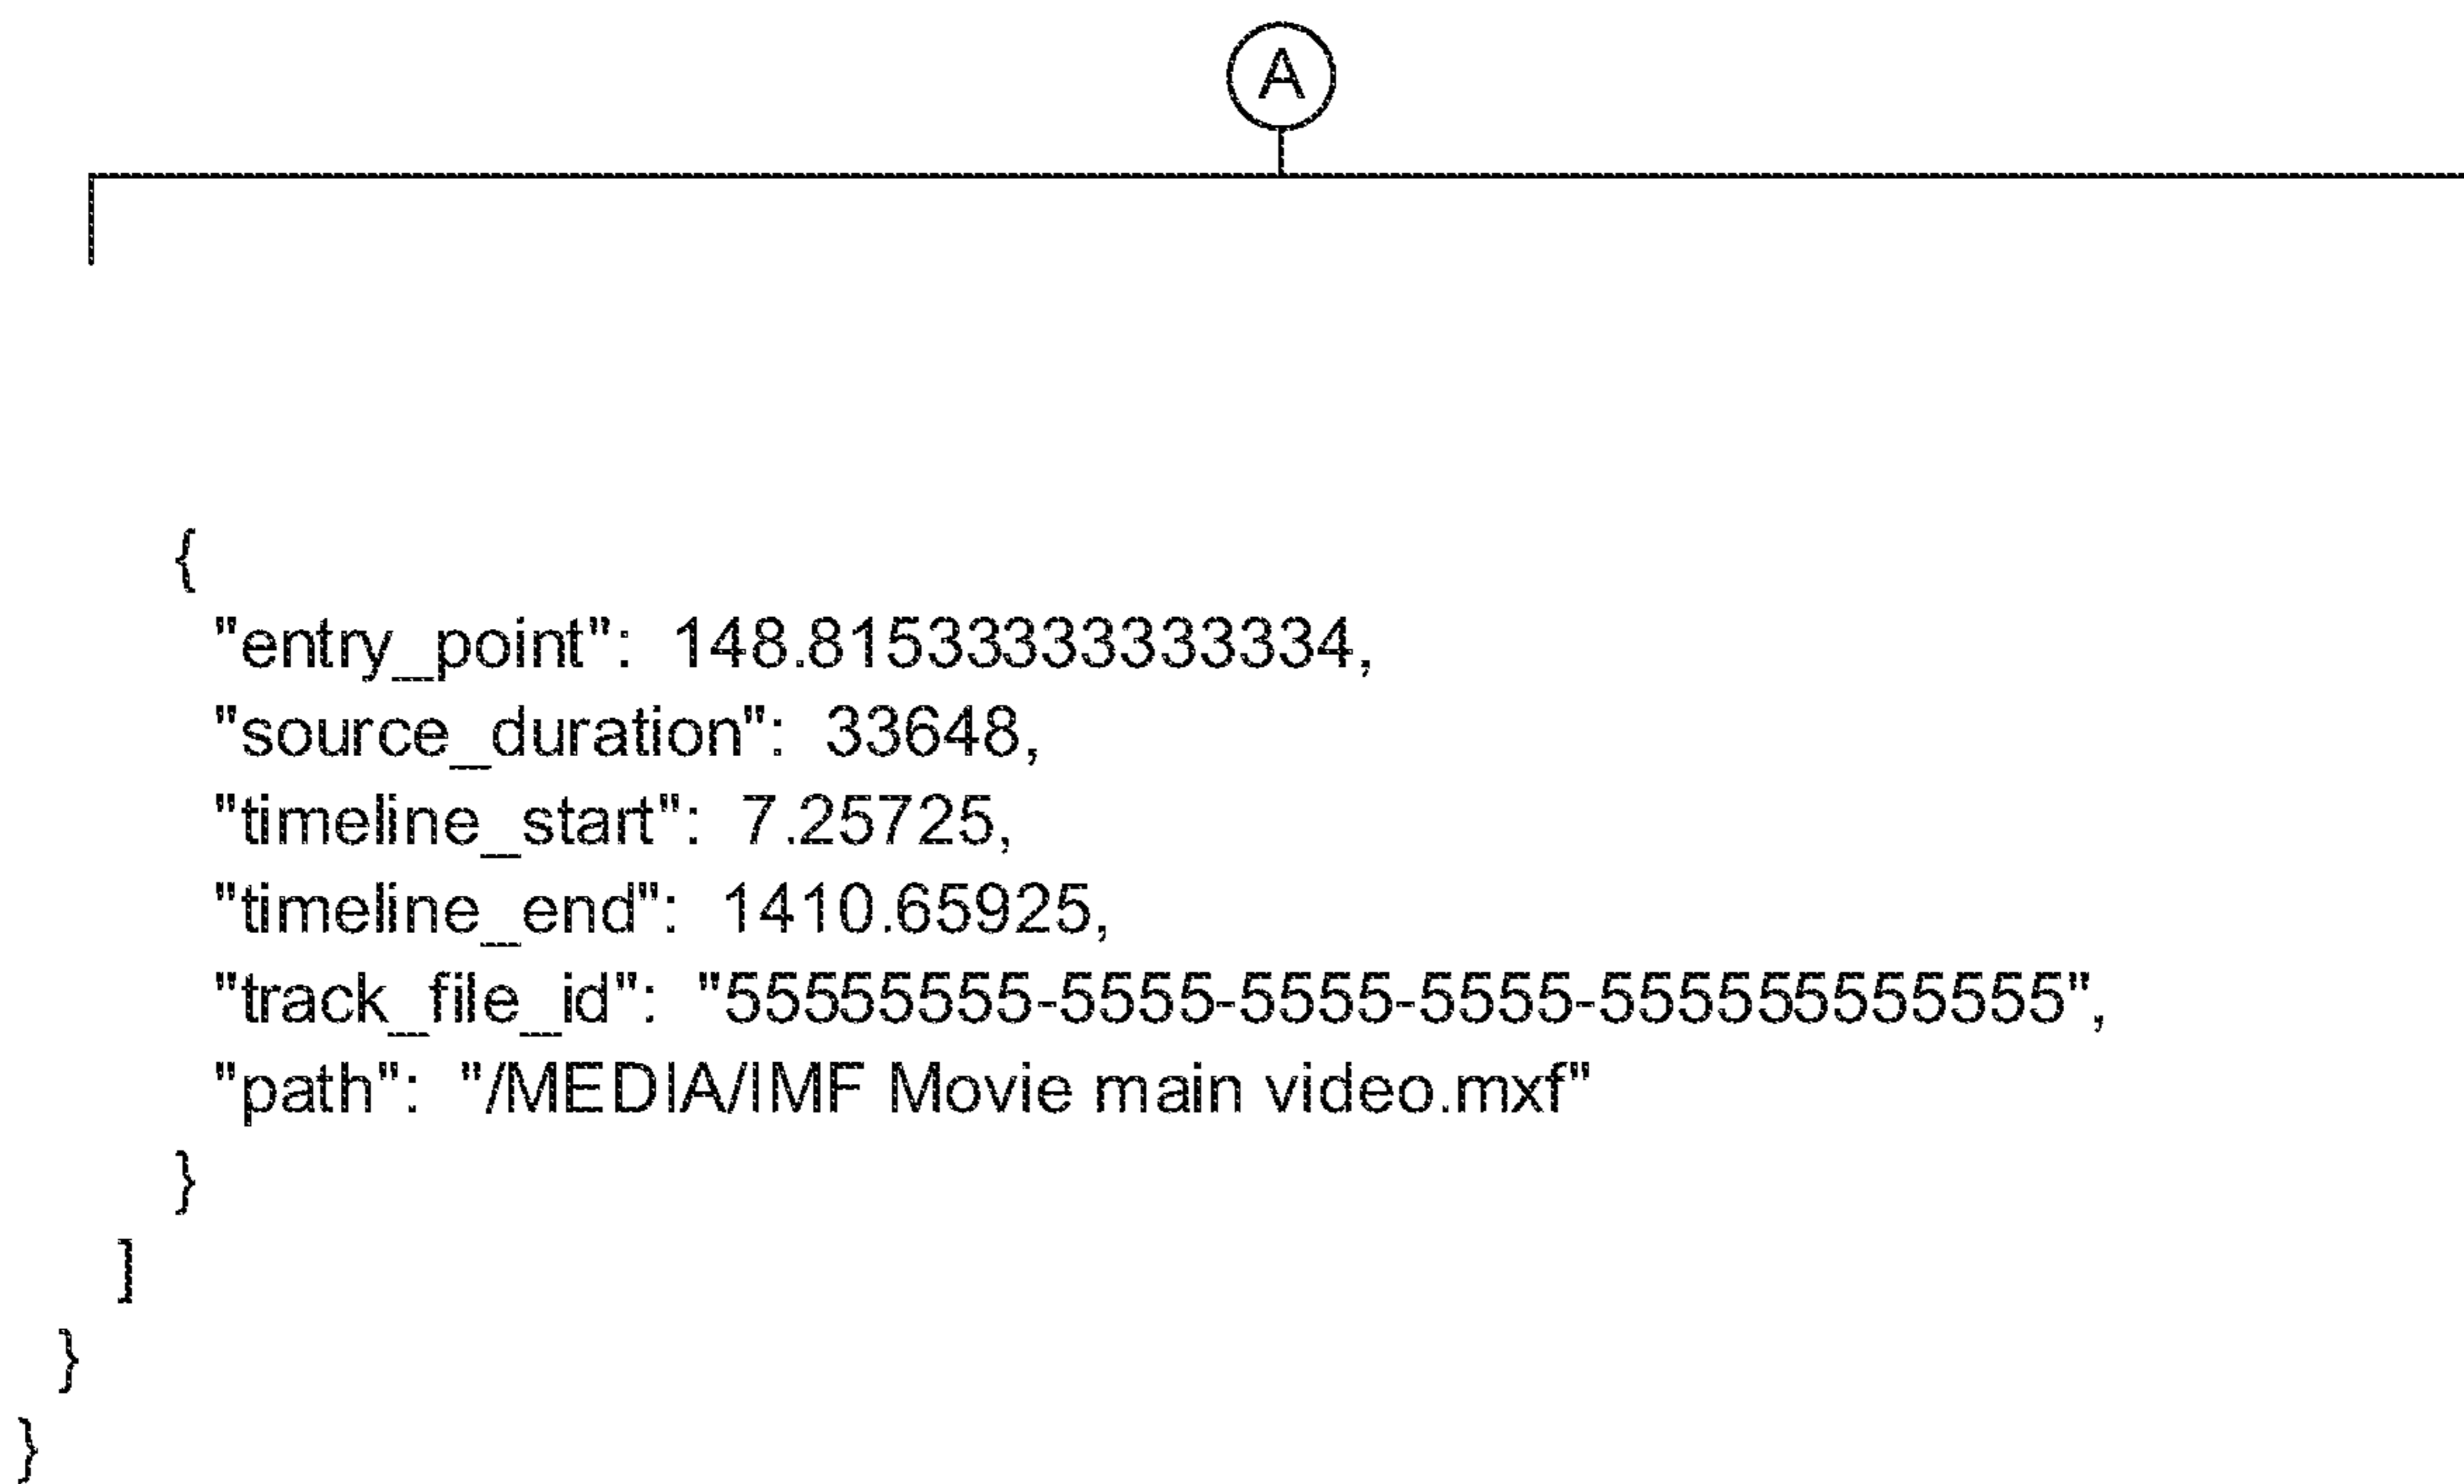 A
{
"entry_point": 148.81533333333334,
"source_duration": 33648,
"timeline_start": 7.25725,
"timeline_end": 1410.65925,
"track_file_id": "55555555-5555-5555-5555-555555555555",
"path": "/MEDIA/IMF Movie main video.mxf"
}
]
}
}